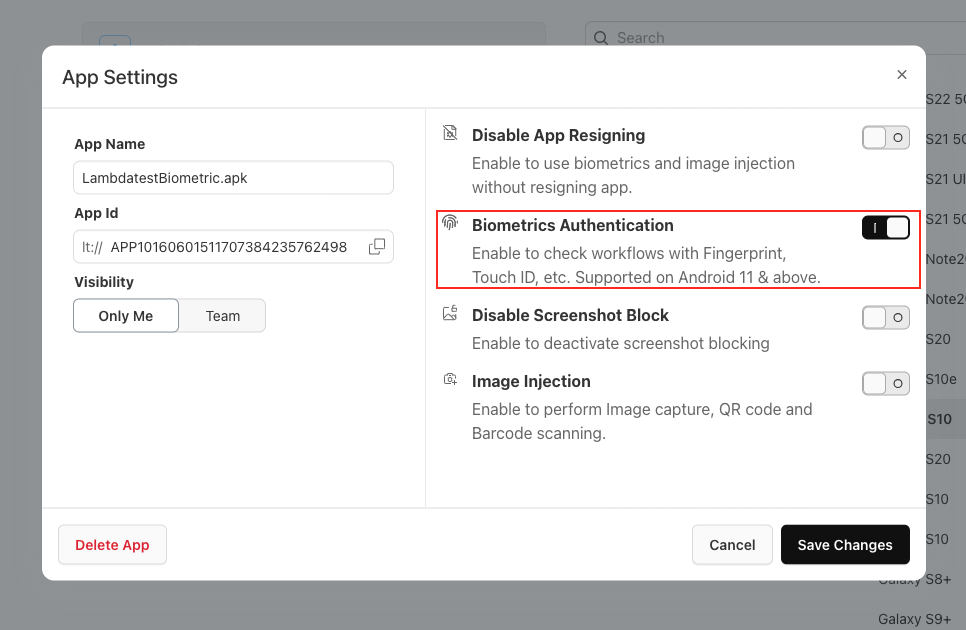 Search
App Settings
App Name
LambdatestBiometric.apk
App Id
lt:// APP10160601511707384235762498
Visibility
Only Me
Team
Disable App Resigning
Enable to use biometrics and image injection
without resigning app.
Biometrics Authentication
Enable to check workflows with Fingerprint,
Touch ID, etc. Supported on Android 11 & above.
Disable Screenshot Block
Enable to deactivate screenshot blocking
Image Injection
Enable to perform Image capture, QR code and
Barcode scanning.
Delete App
Cancel
Save Changes
S22 5G
S21 5G
S21 Ul
S21 5G
Note20
Note20
S20
S10e
S10
S20
S10
S10
Galaxy S8+
Galaxy S9+